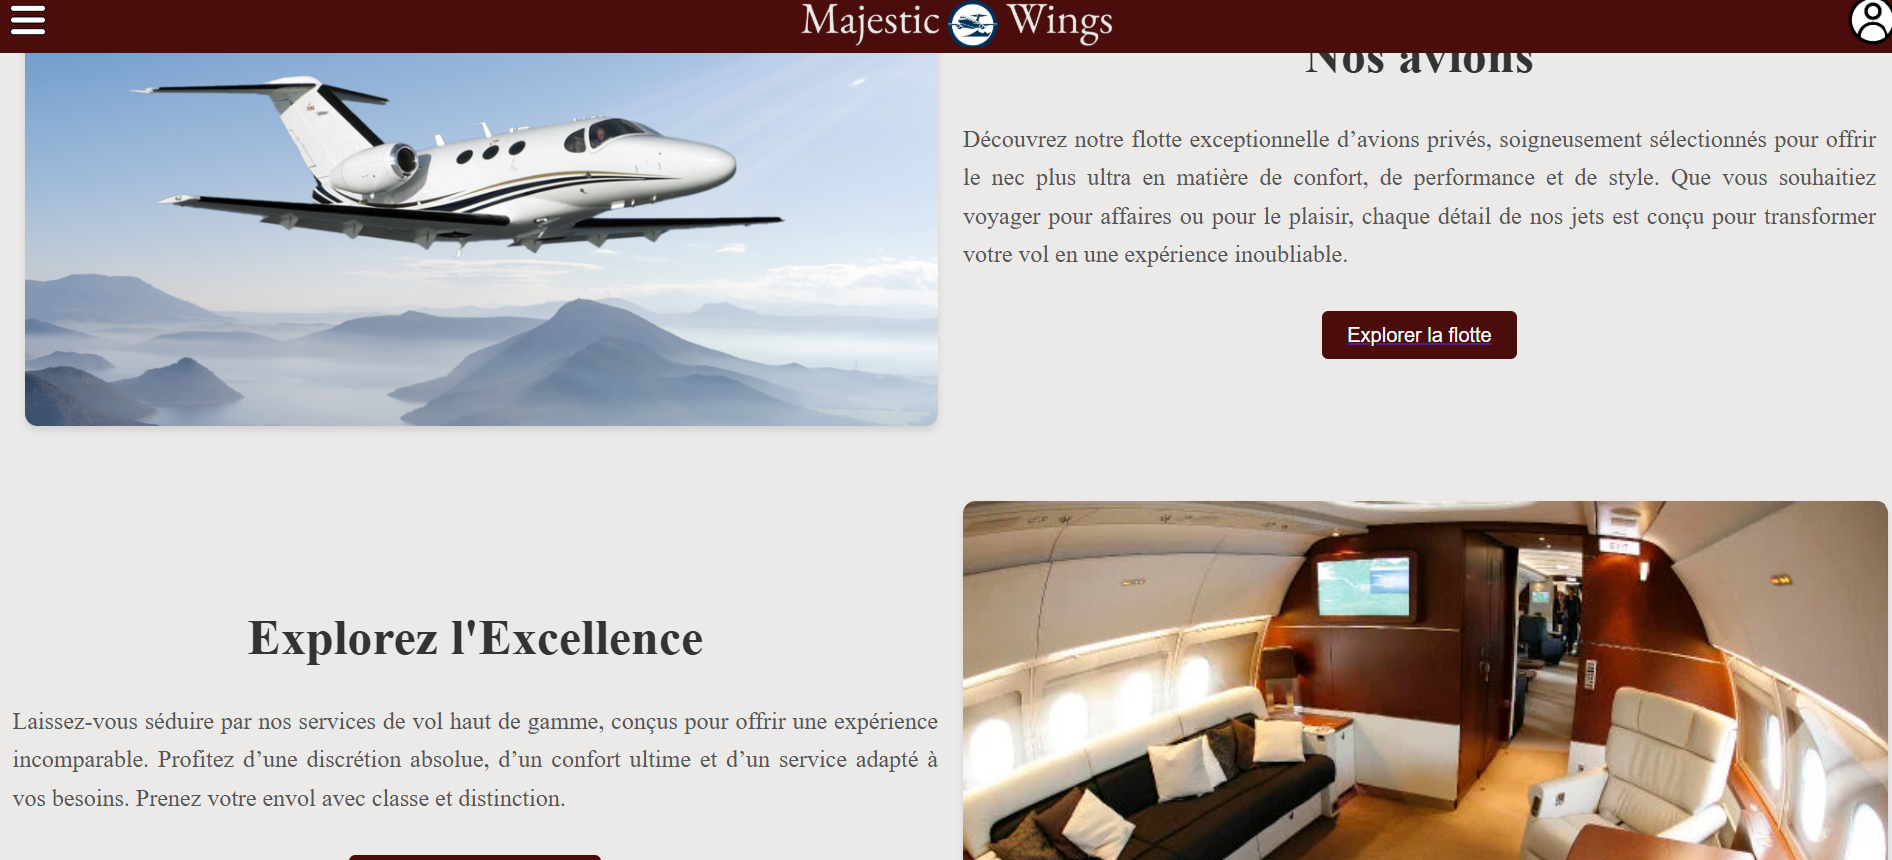 Majestic Wings
Nos avions
Découvrez notre flotte exceptionnelle d’avions privés, soigneusement sélectionnés pour offrir
le nec plus ultra en matière de confort, de performance et de style. Que vous souhaitiez
voyager pour affaires ou pour le plaisir, chaque détail de nos jets est conçu pour transformer
votre vol en une expérience inoubliable.
Explorer la flotte
Explorez l'Excellence
Laissez-vous séduire par nos services de vol haut de gamme, conçus pour offrir une expérience
incomparable. Profitez d’une discrétion absolue, d’un confort ultime et d’un service adapté à
vos besoins. Prenez votre envol avec classe et distinction.
EXIT